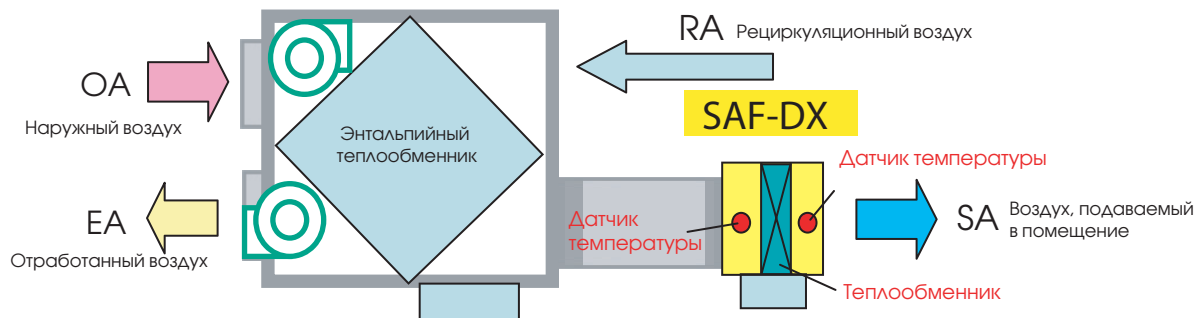 OA
Наружный воздух
EA
Отработанный воздух
Энтальпийный
теплообменник
RA Рециркуляционный воздух
SAF-DX
Датчик температуры
Датчик
температуры
SA Воздух, подаваемый
в помещение
Теплообменник